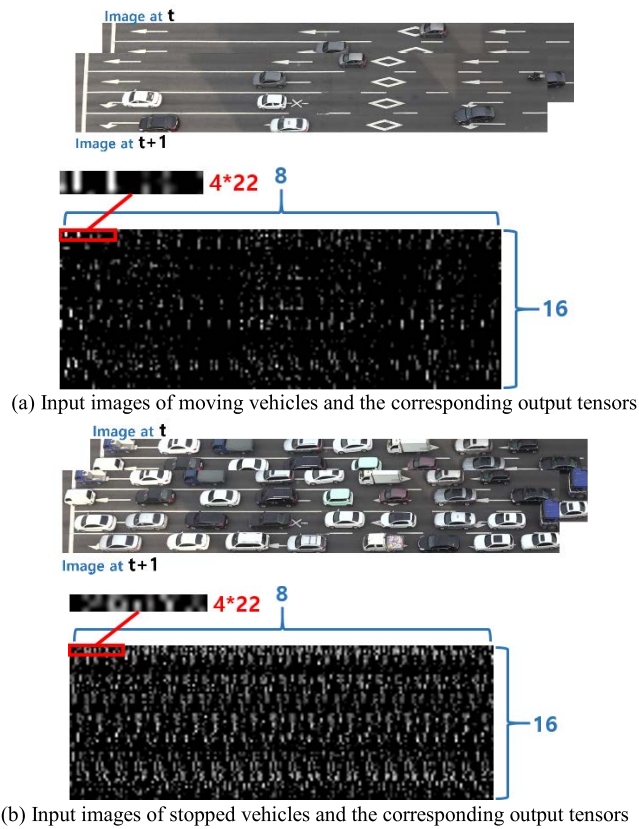 Image at t
Image at t+1
4*22
8
16
(a) Input images of moving vehicles and the corresponding output tensors
Image at t
Image at t+1
4*22
8
16
(b) Input images of stopped vehicles and the corresponding output tensors